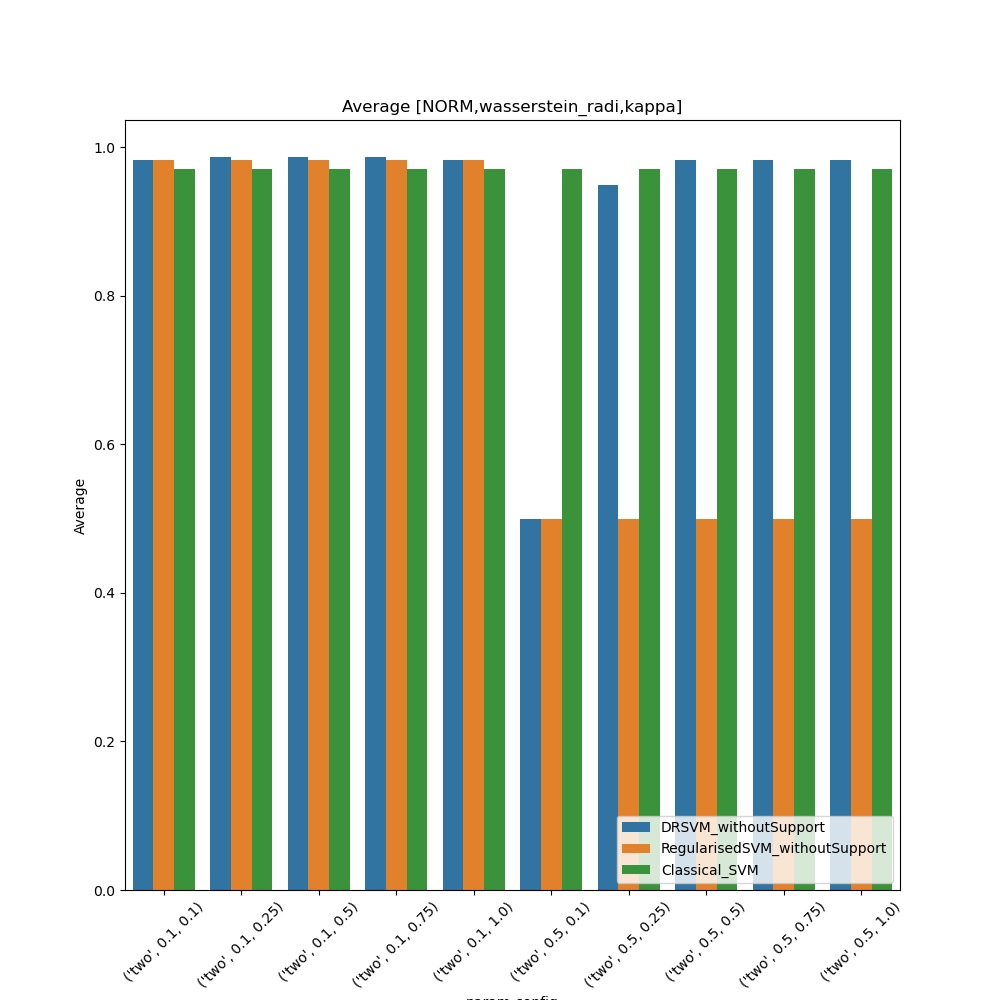 Average [NORM,wasserstein_radi,kappa]
1.0
0.8
0.6
0.4
0.2
0.0
Average
DRSVM_withoutSupport
RegularisedSVM_withoutSupport
Classical_SVM
('two', 0.1, 0.1)
('two', 0.1, 0.25)
('two', 0.1, 0.5)
('two', 0.1, 0.75)
('two', 0.1, 1.0)
('two', 0.5, 0.1)
('two', 0.5, 0.25)
('two', 0.5, 0.5)
('two', 0.5, 0.75)
('two', 0.5, 1.0)